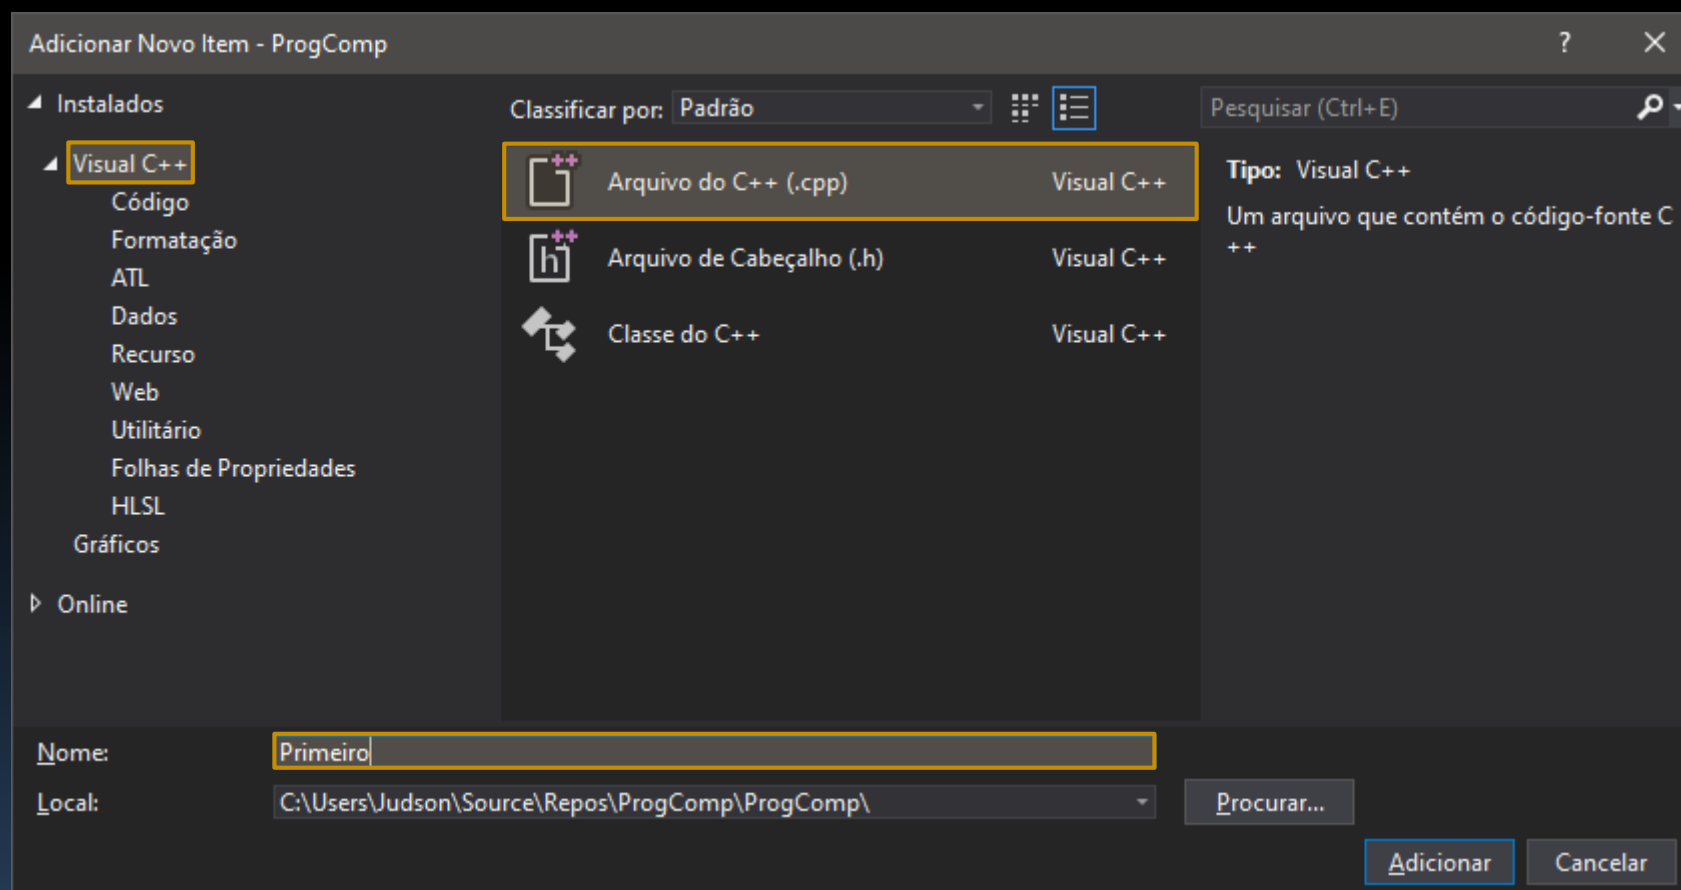 Adicionar Novo Item - ProgComp
?
Instalados
Visual C++
Código
Formatação
ATL
Dados
Recurso
Web
Utilitário
Folhas de Propriedades
HLSL
Gráficos
Online
Classificar por: Padrão
Arquivo do C++ (.cpp) Visual C++
Arquivo de Cabeçalho (.h) Visual C++
Classe do C++ Visual C++
Pesquisar (Ctrl+E)
Tipo: Visual C++
Um arquivo que contém o código-fonte C
++
Nome: Primeiro
Local: C:\Users\Judson\Source\Repos\ProgComp\ProgComp\ Procurar...
Adicionar Cancelar